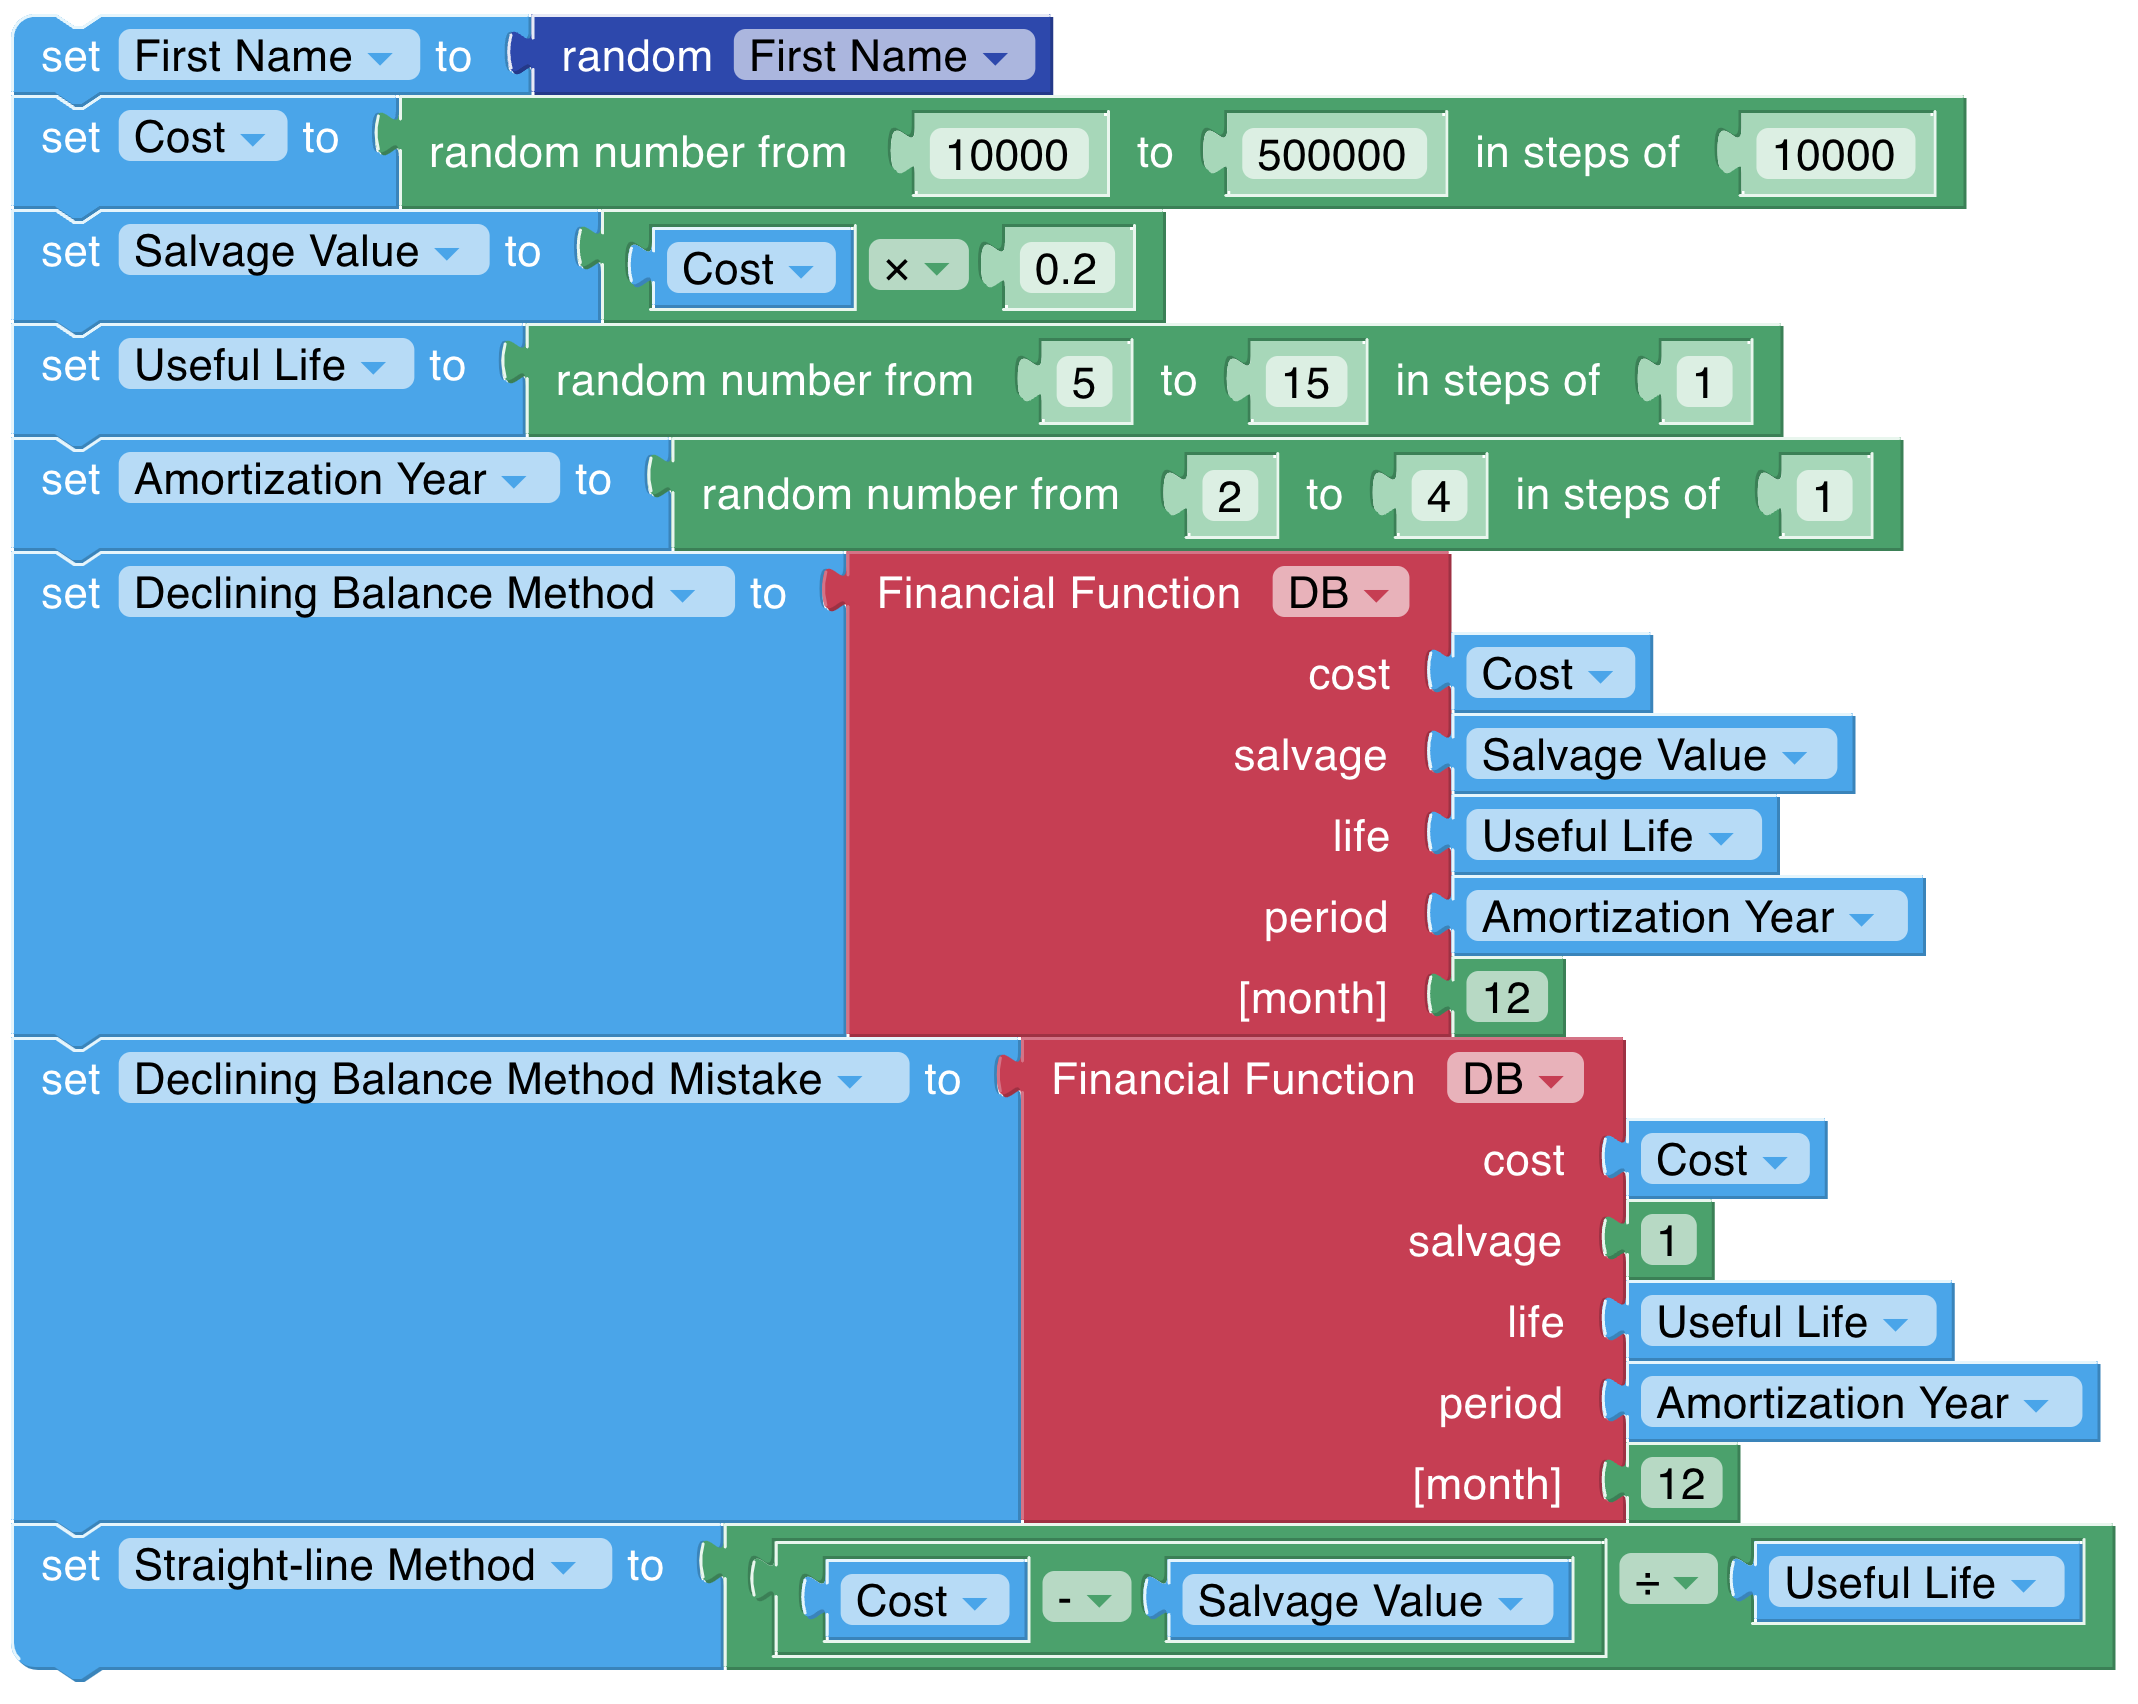 set First Name to random First Name
set Cost to random number from 10000 to 500000 in steps of 10000
set Salvage Value to Cost × 0.2
set Useful Life to random number from 5 to 15 in steps of 1
set Amortization Year to random number from 2 to 4 in steps of 1
set Declining Balance Method to Financial Function DB
cost Cost
salvage Salvage Value
life Useful Life
period Amortization Year
[month] 12
set Declining Balance Method Mistake to Financial Function DB
cost Cost
salvage 1
life Useful Life
period Amortization Year
[month] 12
set Straight-line Method to Cost - Salvage Value ÷ Useful Life